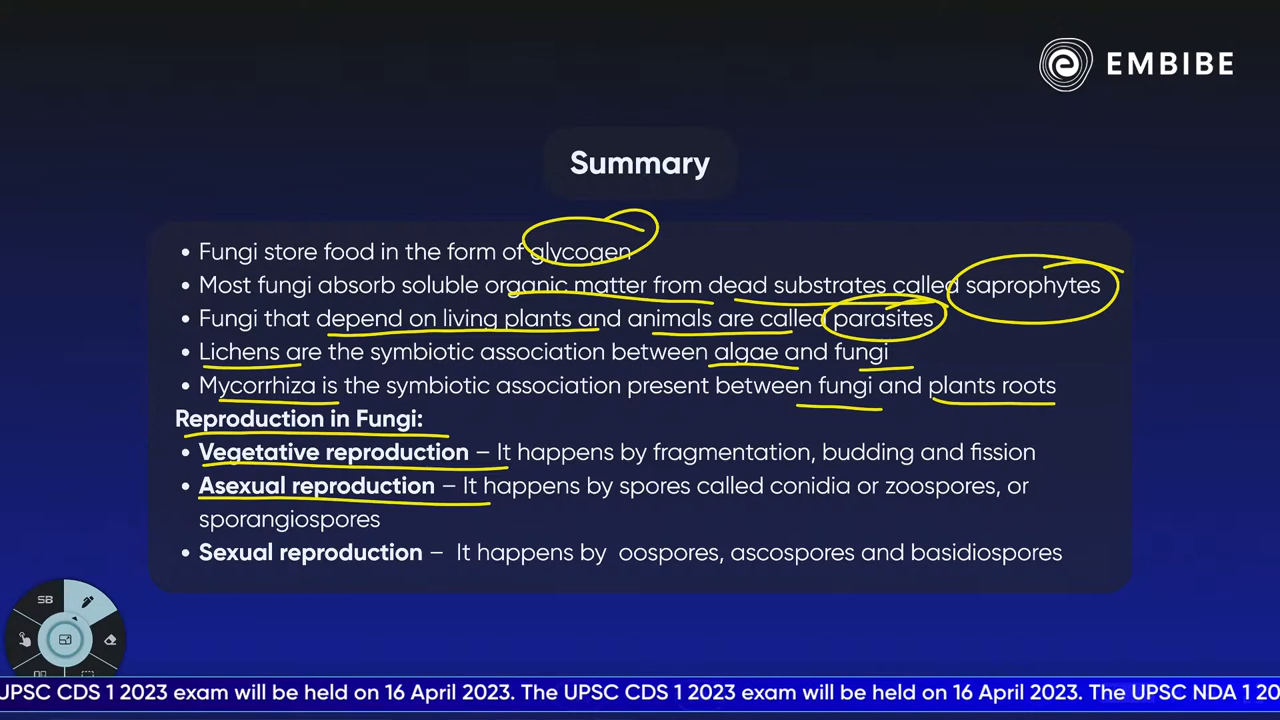 EMBIBE
Summary
• Fungi store food in the form of glycogen
• Most fungi absorb soluble organic matter from dead substrates called saprophytes
• Fungi that depend on living plants and animals are called parasites
• Lichens are the symbiotic association between algae and fungi
• Mycorrhiza is the symbiotic association present between fungi and plants roots
Reproduction in Fungi:
• Vegetative reproduction – It happens by fragmentation, budding and fission
• Asexual reproduction – It happens by spores called conidia or zoospores, or
sporangiospores
• Sexual reproduction – It happens by oospores, ascospores and basidiospores
SB
UPSC CDS 1 2023 exam will be held on 16 April 2023. The UPSC CDS 1 2023 exam will be held on 16 April 2023. The UPSC NDA 1 20